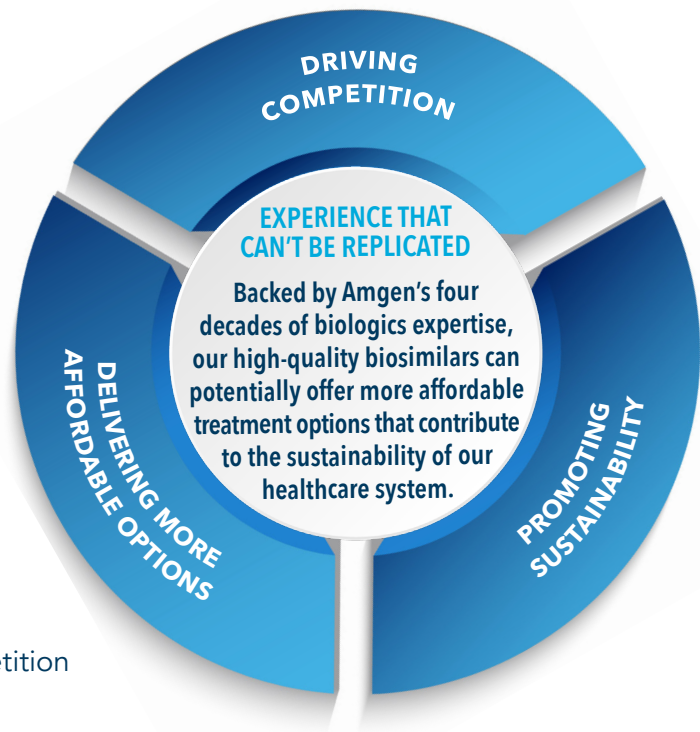 DRIVING
COMPETITION
EXPERIENCE THAT
CAN'T BE REPLICATED
Backed by Amgen's four
decades of biologics expertise,
our high-quality biosimilars can
potentially offer more affordable
treatment options that contribute
to the sustainability of our
healthcare system.
DELIVERING MORE
AFFORDABLE OPTIONS
PROMOTING
SUSTAINABILITY